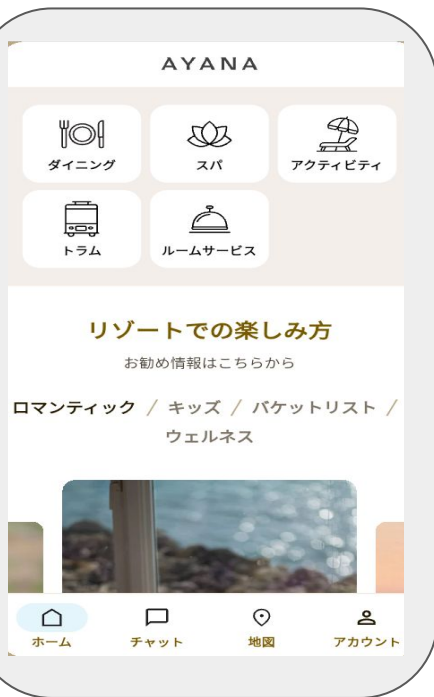 AYANA
ダイニング
スパ
アクティビティ
トラム
ルームサービス
リゾートでの楽しみ方
お勧め情報はこちらから
ロマンティック / キッズ / バケットリスト /
ウェルネス
ホーム
チャット
地図
アカウント